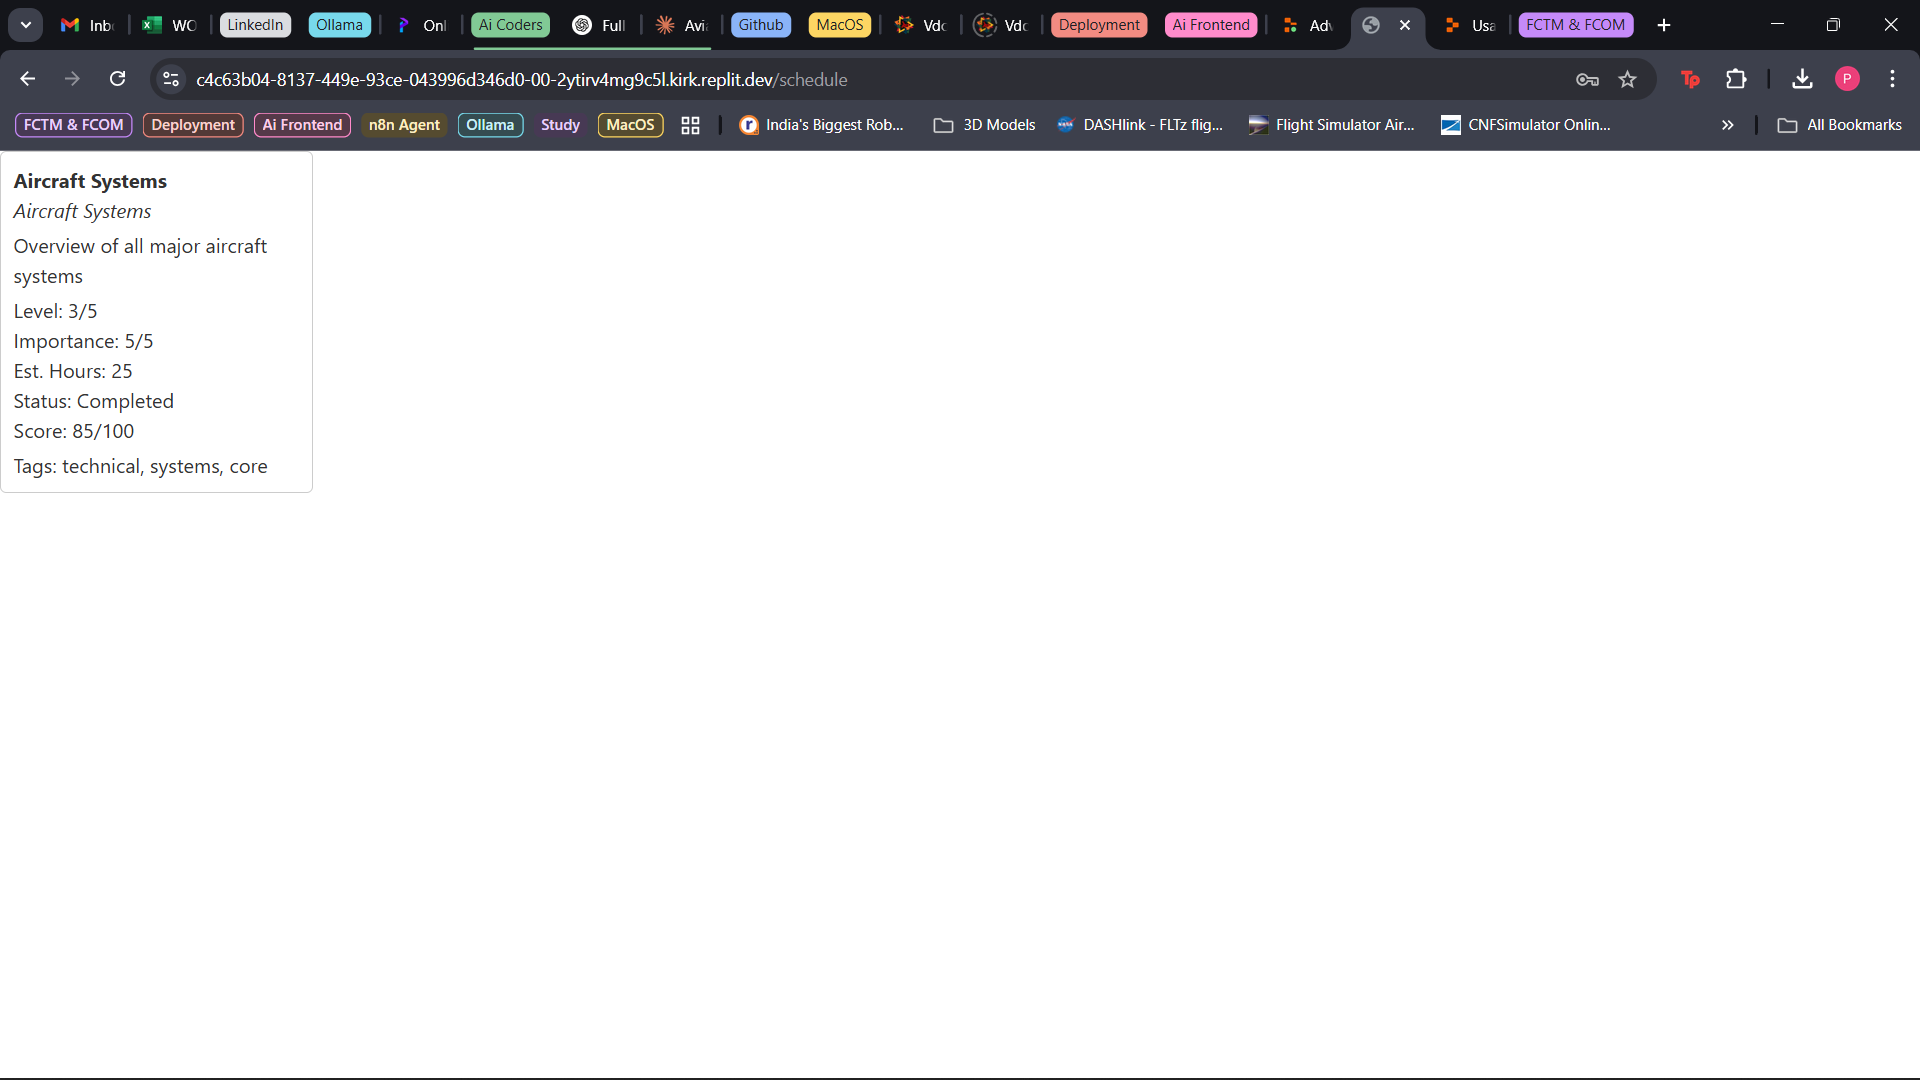 Inb
WO
LinkedIn
Ollama
Onl
Ai Coders
Full
Avia
Github
MacOS
Vdo
Vdo
Deployment
Ai Frontend
Adv
Usa
FCTM & FCOM
c4c63b04-8137-449e-93ce-043996d346d0-00-2ytirv4mg9c5l.kirk.replit.dev/schedule
Tp
P
FCTM & FCOM
Deployment
Ai Frontend
n8n Agent
Ollama
Study
MacOS
India's Biggest Rob...
3D Models
DASHlink - FLTz flig...
Flight Simulator Air...
CNFSimulator Onlin...
All Bookmarks
Aircraft Systems
Aircraft Systems
Overview of all major aircraft
systems
Level: 3/5
Importance: 5/5
Est. Hours: 25
Status: Completed
Score: 85/100
Tags: technical, systems, core